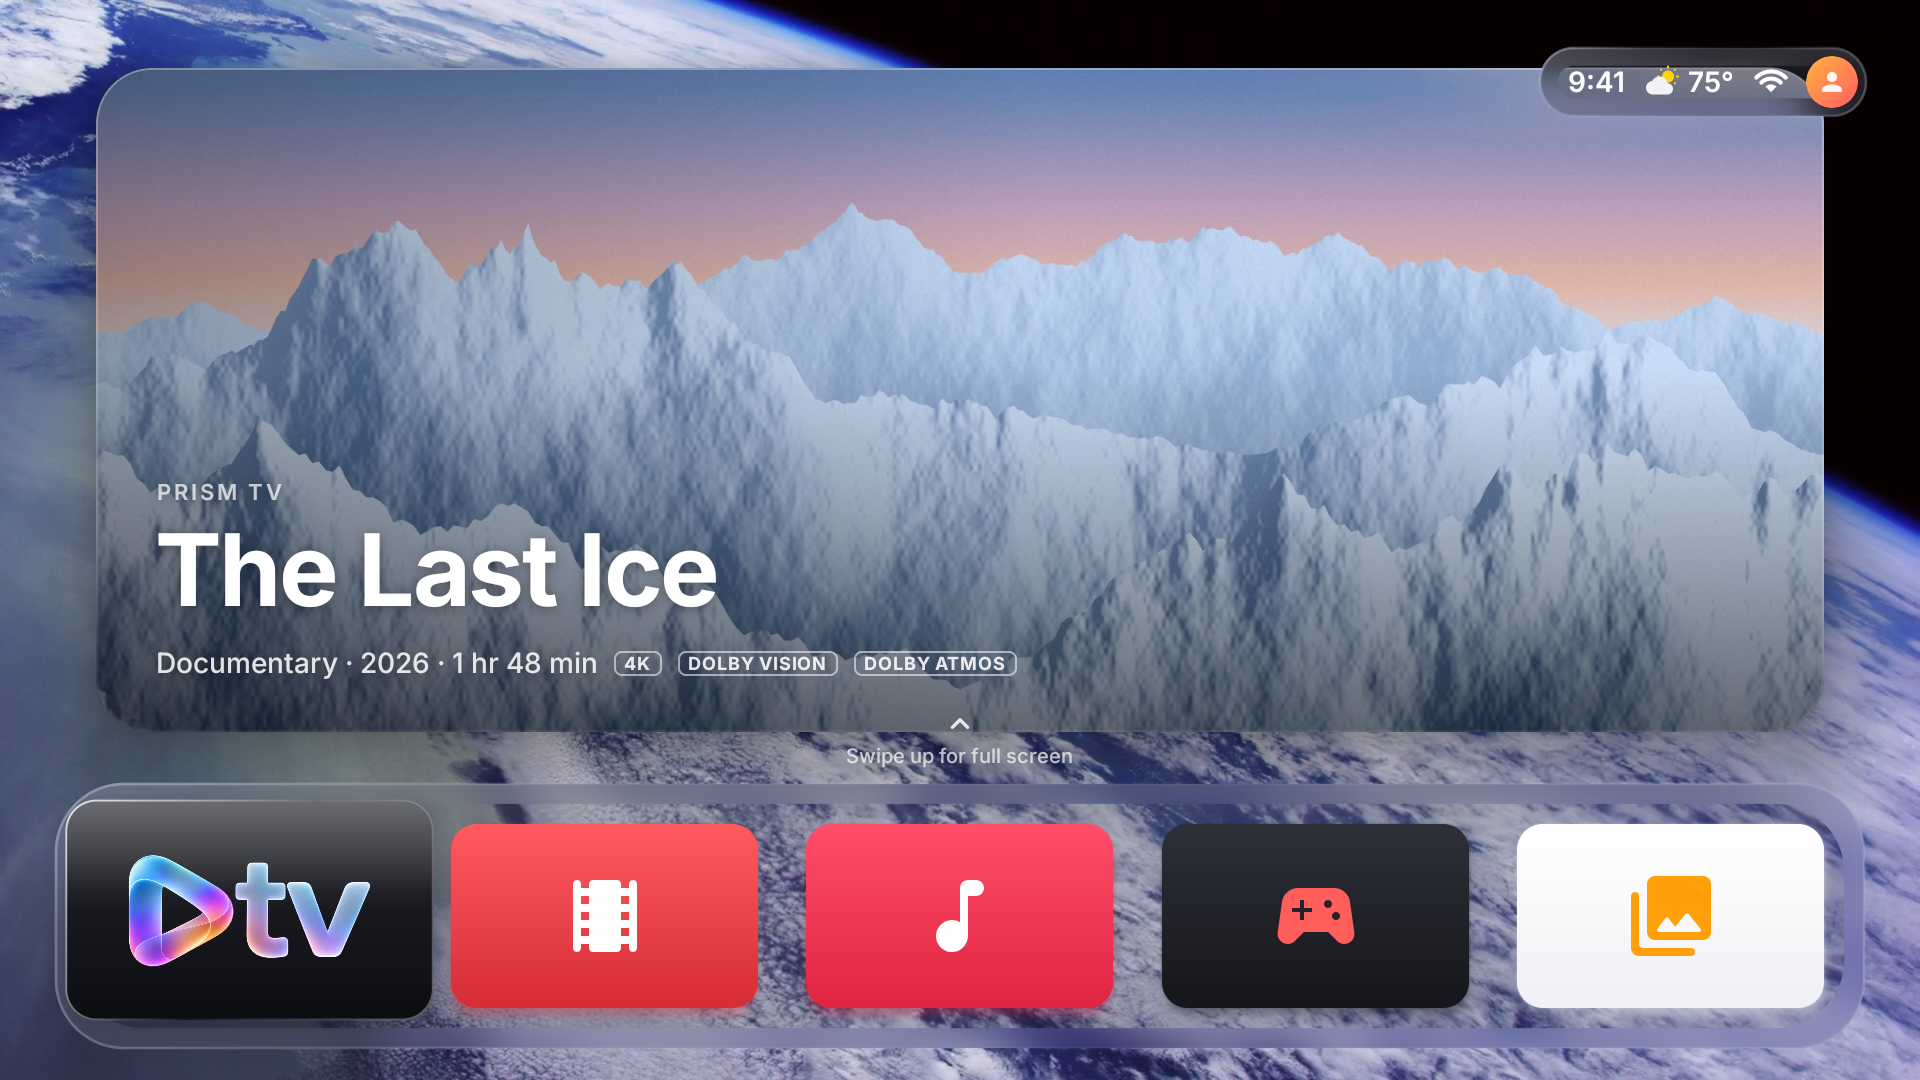 9:41 75°
PRISM TV
The Last Ice
Documentary · 2026 · 1 hr 48 min 4K DOLBY VISION DOLBY ATMOS
Swipe up for full screen
tv